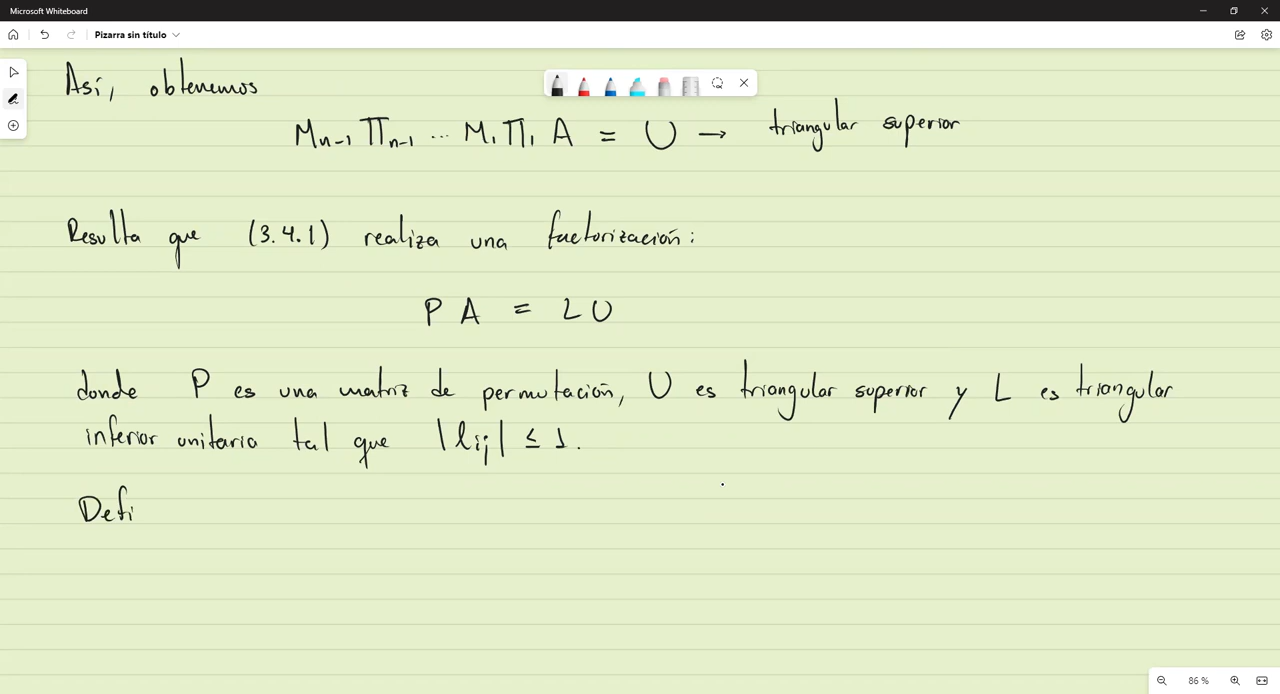 Microsoft Whiteboard
Pizarra sin título
Así, obtenemos
Mn-1 Πn-1 ... M1 Π1 A = U → triangular superior
Resulta que (3.4.1) realiza una factorización:
P A = L U
donde P es una matriz de permutación, U es triangular superior y L es triangular
inferior unitaria tal que |lij| ≤ 1.
Defi
86 %